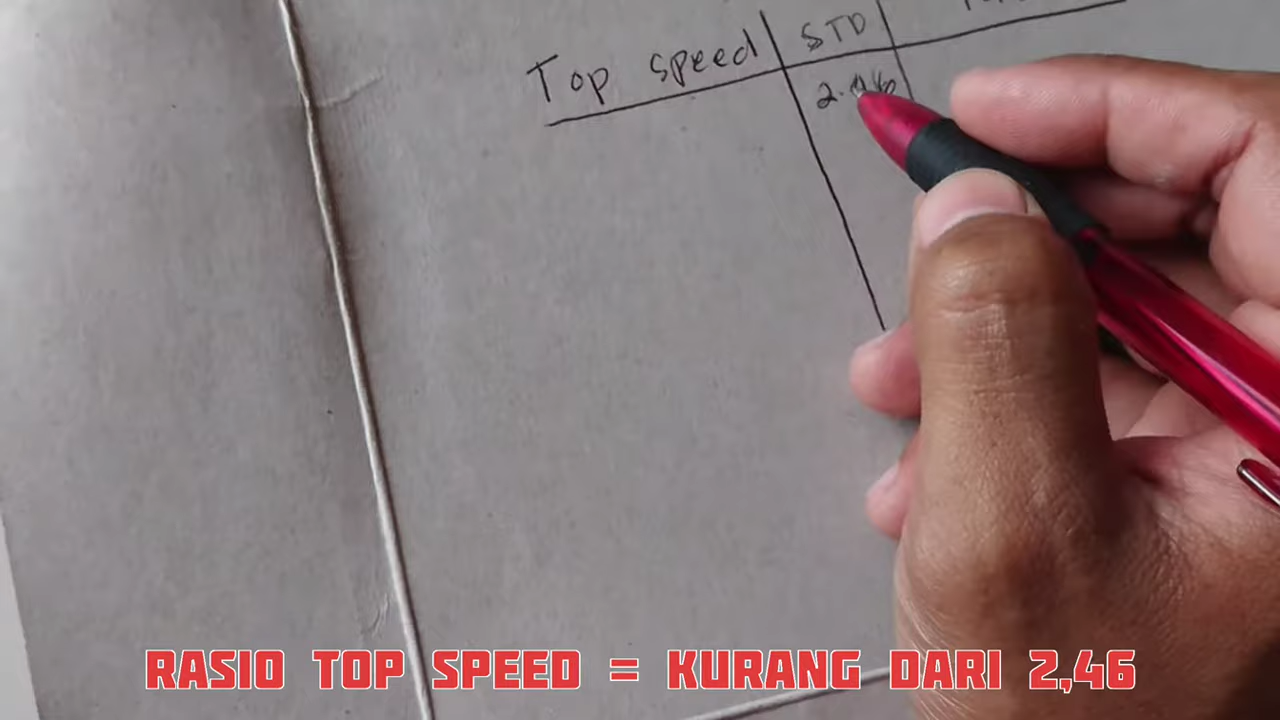 Top speed STD
2.46
RASIO TOP SPEED = KURANG DARI 2,46